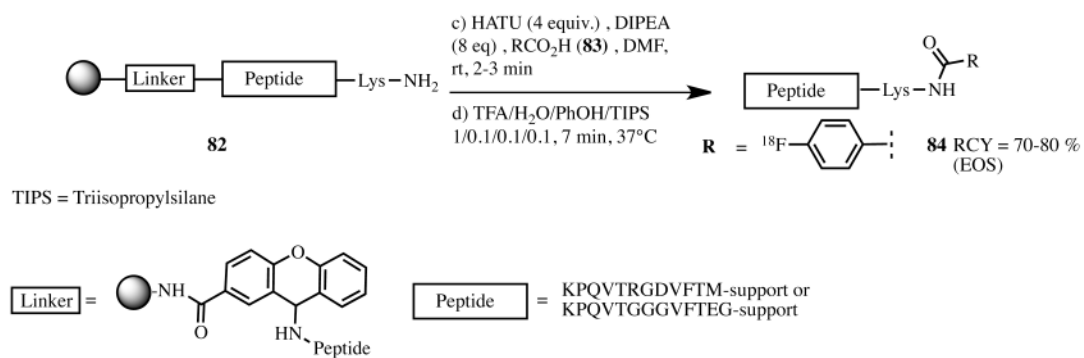 c) HATU (4 equiv.) , DIPEA
(8 eq) , RCO2H (83) , DMF,
rt, 2-3 min
Linker
Peptide
Lys
NH2
d) TFA/H2O/PhOH/TIPS
1/0.1/0.1/0.1, 7 min, 37°C
82
O
R
Peptide
Lys
NH
R = 18F
84 RCY = 70-80 %
(EOS)
TIPS = Triisopropylsilane
Linker =
NH
O
O
HN
Peptide
Peptide =
KPQVTRGDVFTM-support or
KPQVTGGGVFTEG-support